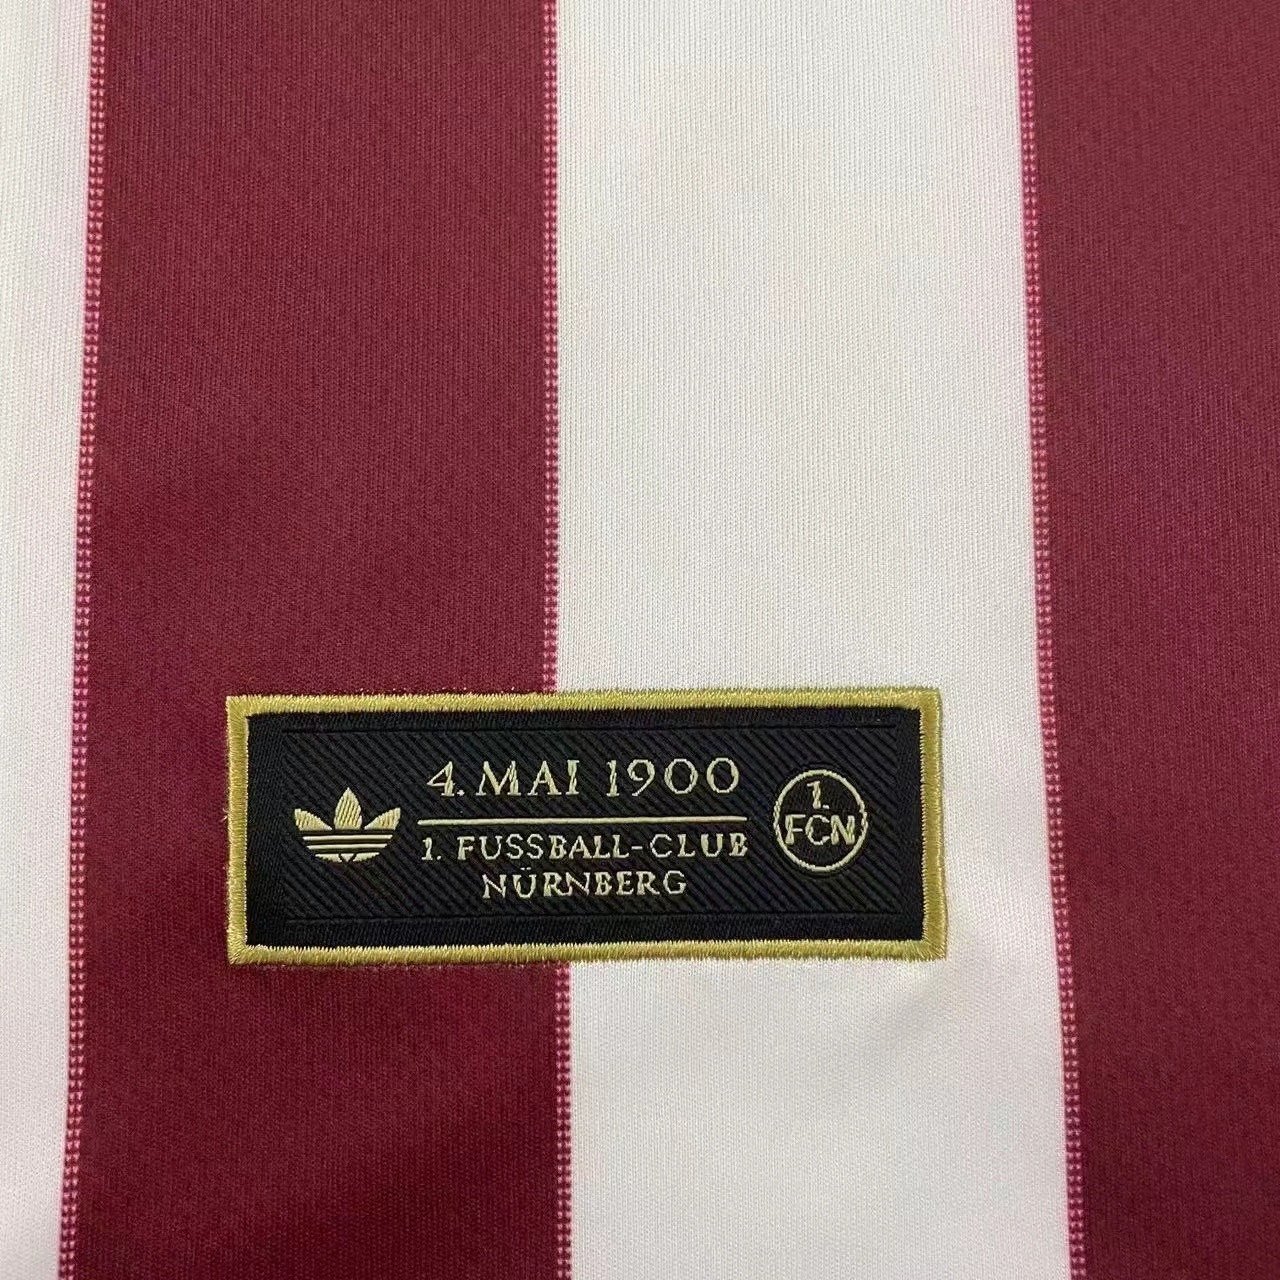 4. MAI 1900
1. FUSSBALL-CLUB
NÜRNBERG
1.
FCN